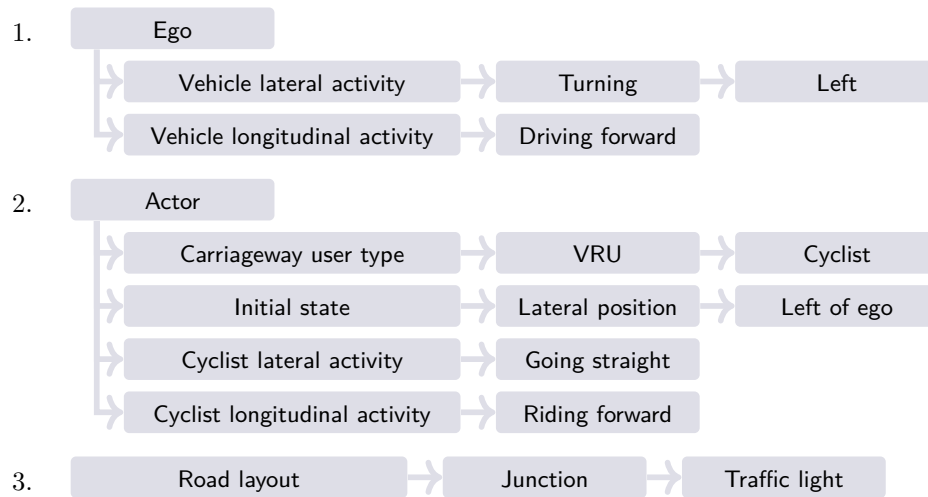 1. Ego
Vehicle lateral activity Turning Left
Vehicle longitudinal activity Driving forward
2. Actor
Carriageway user type VRU Cyclist
Initial state Lateral position Left of ego
Cyclist lateral activity Going straight
Cyclist longitudinal activity Riding forward
3. Road layout Junction Traffic light